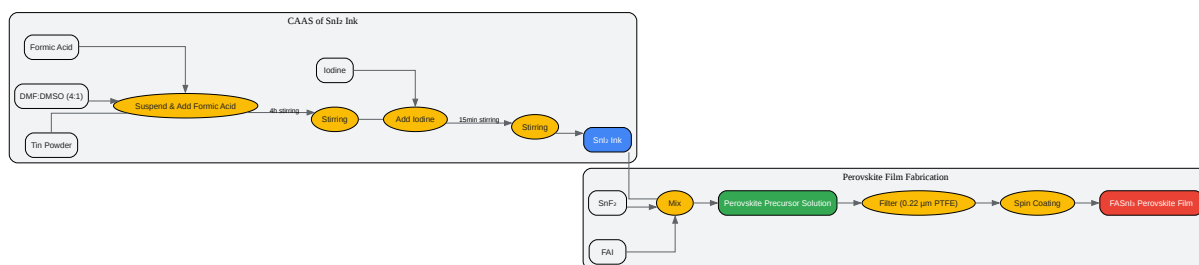 CAAS of SnI₂ Ink
Formic Acid
Iodine
DMF:DMSO (4:1)
Suspend & Add Formic Acid
4h stirring
Stirring
Add Iodine
15min stirring
Stirring
Tin Powder
SnI₂ Ink
Perovskite Film Fabrication
SnF₂
Mix
Perovskite Precursor Solution
Filter (0.22 μm PTFE)
Spin Coating
FASnI₃ Perovskite Film
FAI